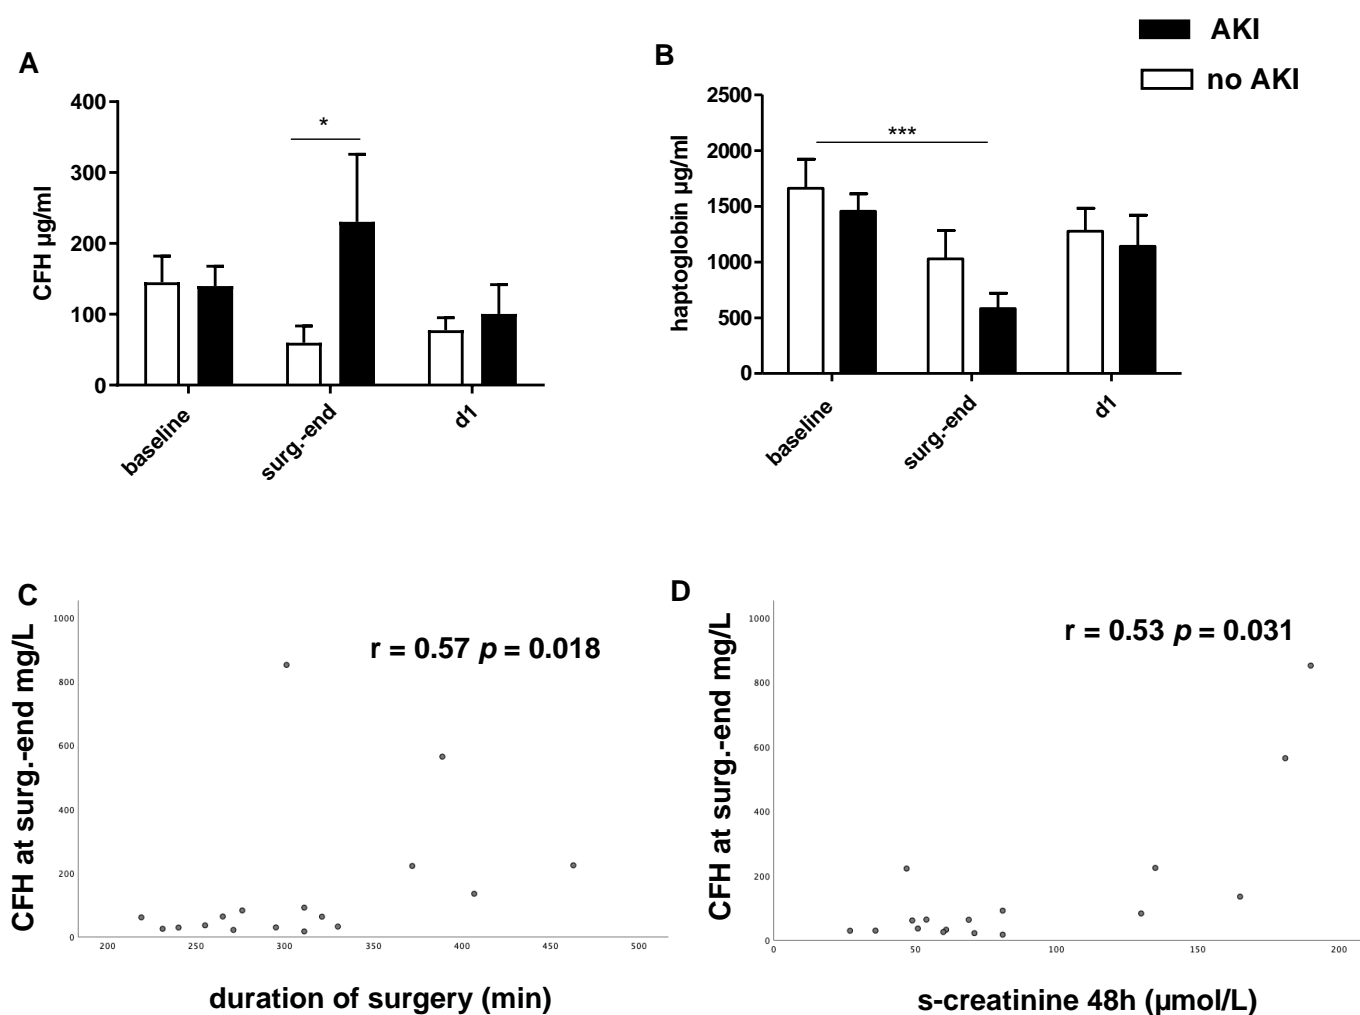 AKI
no AKI
A
CFH µg/ml
400
300
200
100
0
*
baseline
surg.-end
d1
B
haptoglobin µg/ml
2500
2000
1500
1000
500
0
***
baseline
surg.-end
d1
C
CFH at surg.-end mg/L
1000
800
600
400
200
0
r = 0.57 p = 0.018
200 250 300 350 400 450 500
duration of surgery (min)
D
CFH at surg.-end mg/L
1000
800
600
400
200
0
r = 0.53 p = 0.031
0 50 100 150 200
s-creatinine 48h (µmol/L)